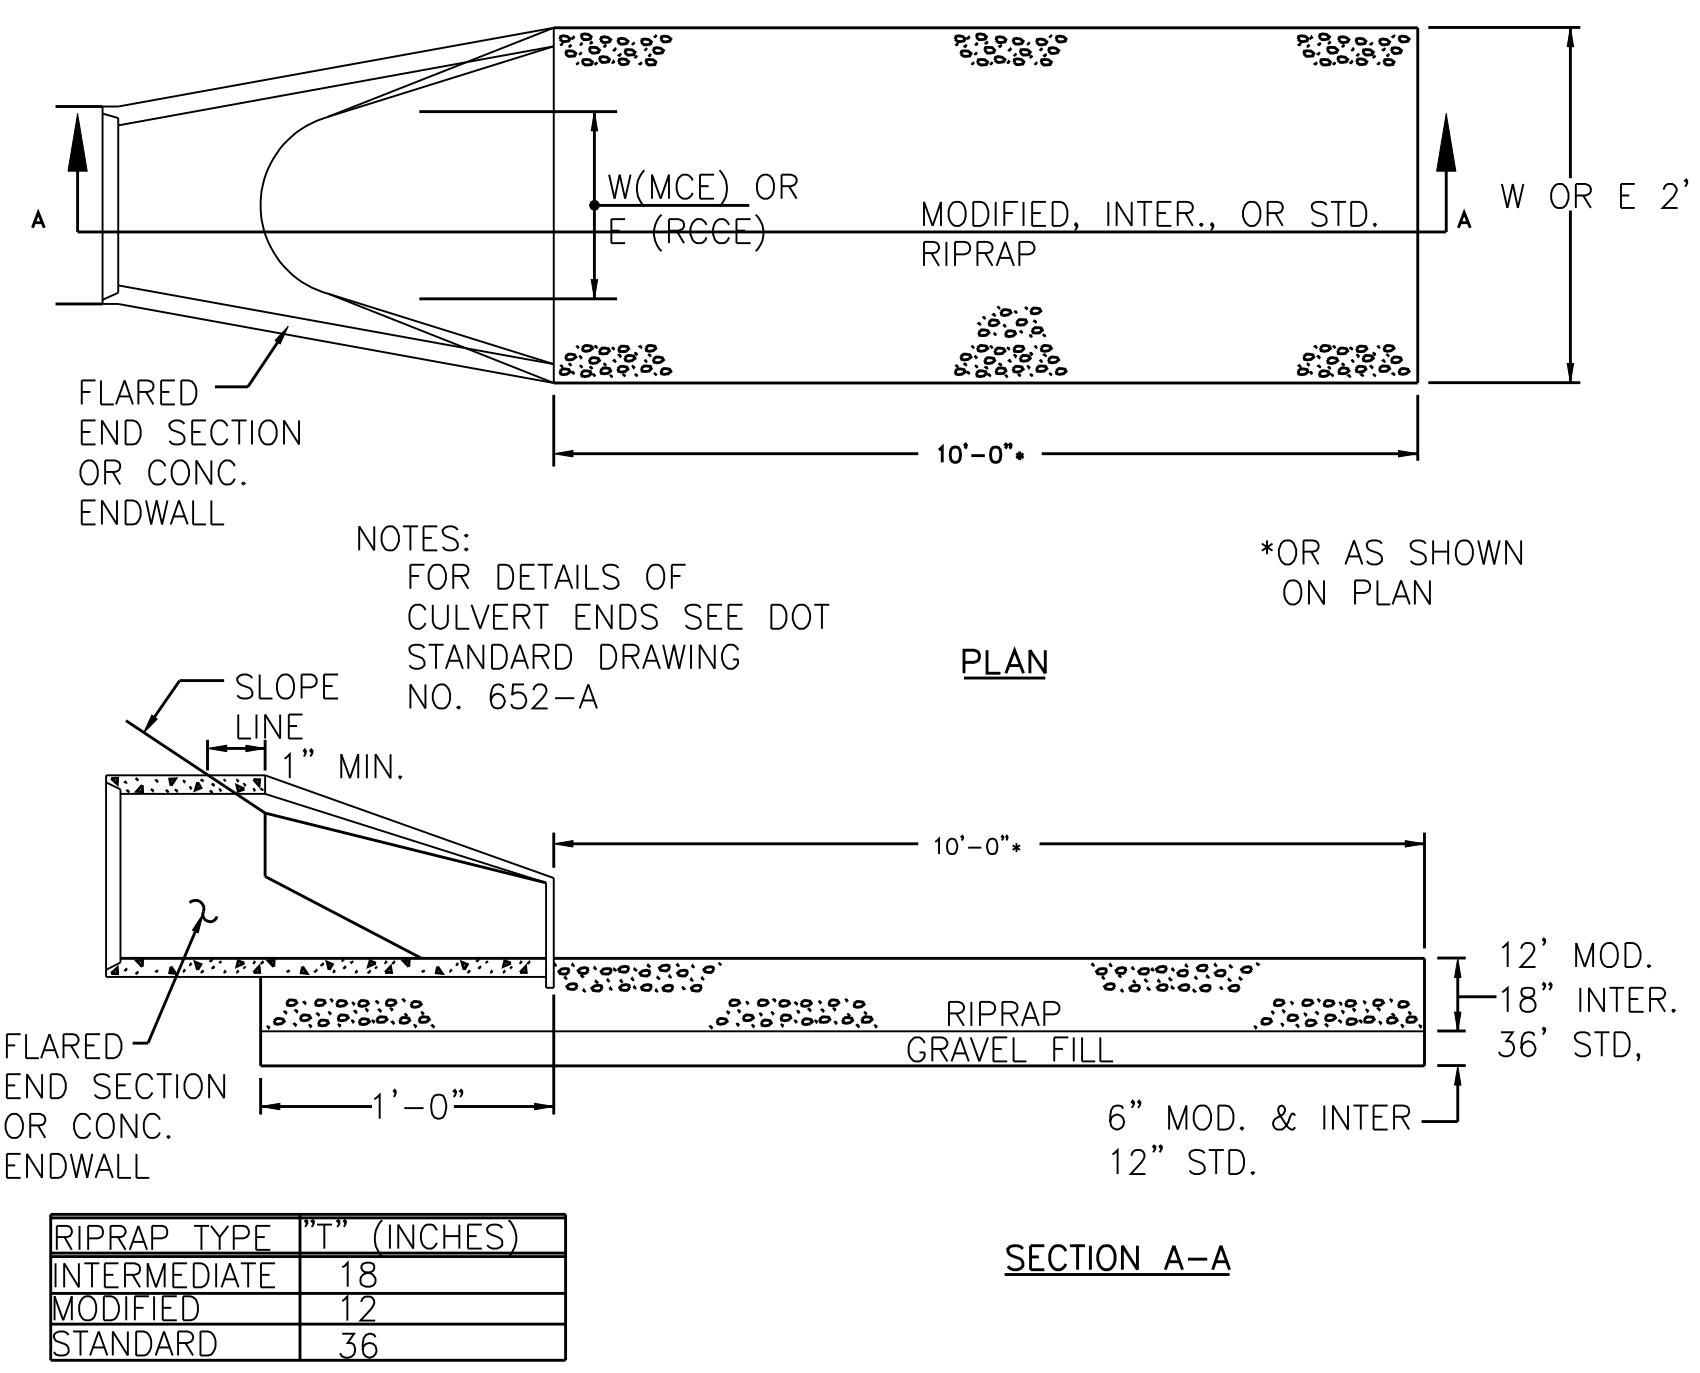 W(MCE) OR
E (RCCE)
MODIFIED, INTER., OR STD.
RIPRAP
W OR E 2'
A
A
FLARED
END SECTION
OR CONC.
ENDWALL
10'-0"*
NOTES:
FOR DETAILS OF
CULVERT ENDS SEE DOT
STANDARD DRAWING
NO. 652-A
*OR AS SHOWN
ON PLAN
PLAN
SLOPE
LINE
1" MIN.
10'-0"*
12' MOD.
18" INTER.
36' STD,
RIPRAP
GRAVEL FILL
FLARED
END SECTION
OR CONC.
ENDWALL
1'-0"
6" MOD. & INTER
12" STD.
RIPRAP TYPE "T" (INCHES)
INTERMEDIATE 18
MODIFIED 12
STANDARD 36
SECTION A-A